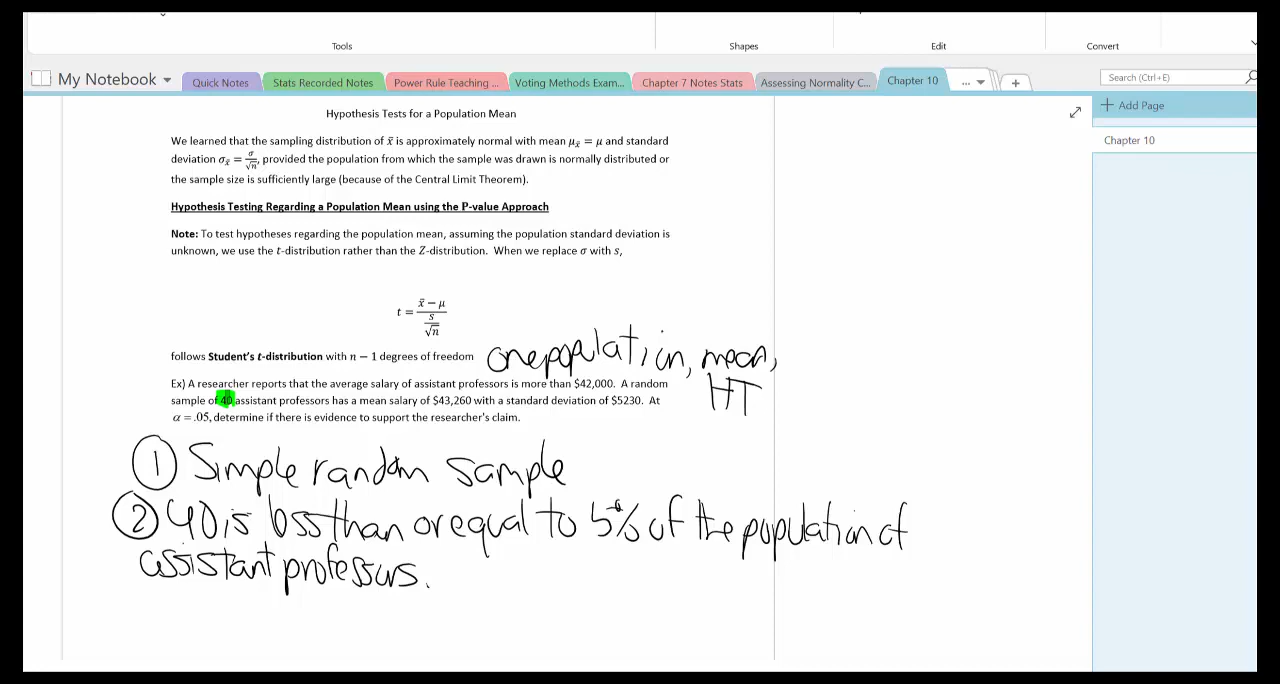 Tools Shapes Edit Convert
My Notebook Quick Notes Stats Recorded Notes Power Rule Teaching ... Voting Methods Exam... Chapter 7 Notes Stats Assessing Normality C... Chapter 10 ... + Search (Ctrl+E)
+ Add Page
Chapter 10
Hypothesis Tests for a Population Mean
We learned that the sampling distribution of x̄ is approximately normal with mean μx̄ = μ and standard
deviation σx̄ = σ/√n, provided the population from which the sample was drawn is normally distributed or
the sample size is sufficiently large (because of the Central Limit Theorem).
Hypothesis Testing Regarding a Population Mean using the P-value Approach
Note: To test hypotheses regarding the population mean, assuming the population standard deviation is
unknown, we use the t-distribution rather than the Z-distribution. When we replace σ with s,
t = (x̄ − μ)/(s/√n)
follows Student's t-distribution with n − 1 degrees of freedom
one population, mean,
HT
Ex) A researcher reports that the average salary of assistant professors is more than $42,000. A random
sample of 40 assistant professors has a mean salary of $43,260 with a standard deviation of $5230. At
α = .05, determine if there is evidence to support the researcher's claim.
① Simple random sample
② 40 is less than or equal to 5% of the population of
assistant professors.